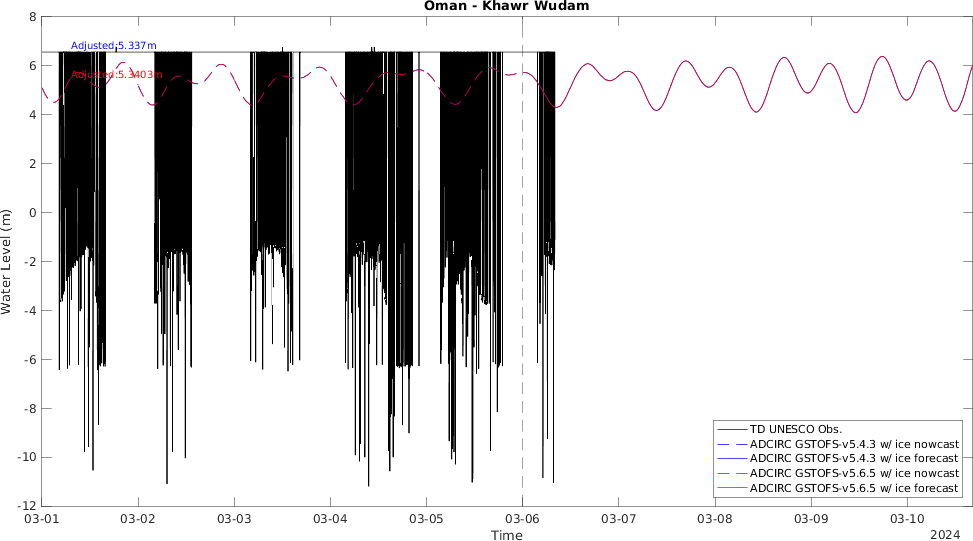 Oman - Khawr Wudam
Water Level (m)
8
6
4
2
0
-2
-4
-6
-8
-10
-12
Adjusted:5.337m
Adjusted:5.3403m
TD UNESCO Obs.
ADCIRC GSTOFS-v5.4.3 w/ ice nowcast
ADCIRC GSTOFS-v5.4.3 w/ ice forecast
ADCIRC GSTOFS-v5.6.5 w/ ice nowcast
ADCIRC GSTOFS-v5.6.5 w/ ice forecast
03-01 03-02 03-03 03-04 03-05 03-06 03-07 03-08 03-09 03-10
Time
2024